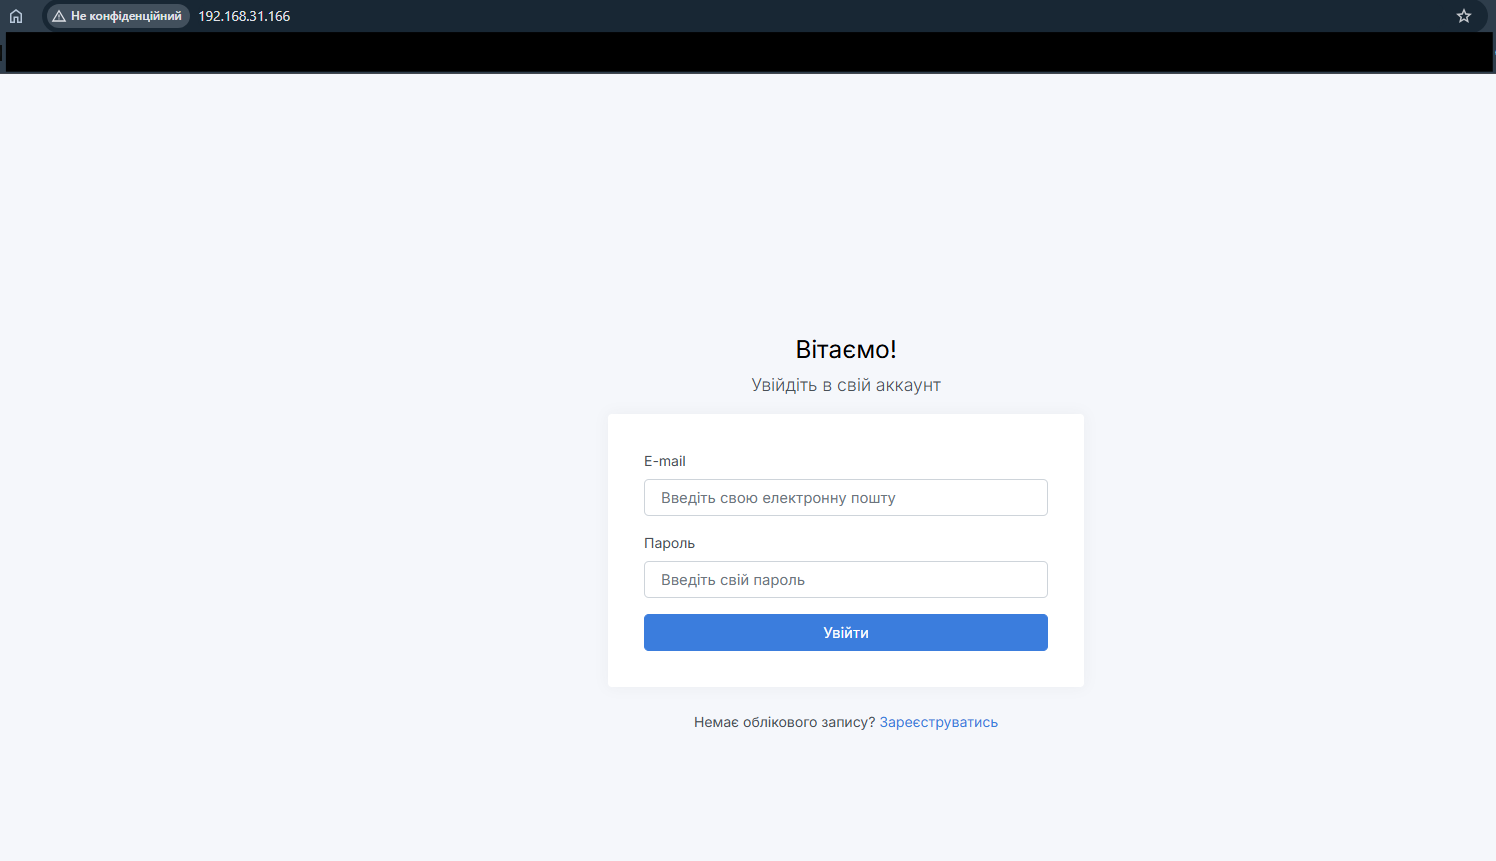 Не конфіденційний 192.168.31.166
Вітаємо!
Увійдіть в свій аккаунт
E-mail
Введіть свою електронну пошту
Пароль
Введіть свій пароль
Увійти
Немає облікового запису? Зареєструватись